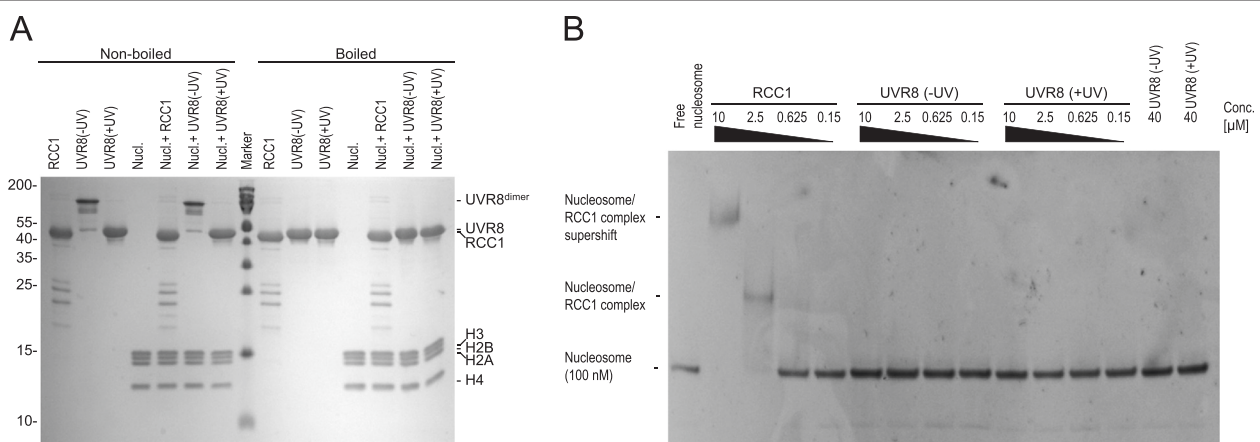 A
Non-boiled
Boiled
RCC1
UVR8(-UV)
UVR8(+UV)
Nucl.
Nucl.+ RCC1
Nucl.+ UVR8(-UV)
Nucl.+ UVR8(+UV)
Marker
RCC1
UVR8(-UV)
UVR8(+UV)
Nucl.
Nucl.+ RCC1
Nucl.+ UVR8(-UV)
Nucl.+ UVR8(+UV)
200-
55-
40-
35-
25-
15-
10-
- UVR8dimer
UVR8
RCC1
H3
H2B
H2A
- H4
B
Free
nucleosome
RCC1
10 2.5 0.625 0.15
UVR8 (-UV)
10 2.5 0.625 0.15
UVR8 (+UV)
10 2.5 0.625 0.15
40 UVR8 (-UV)
40 UVR8 (+UV)
Conc.
[µM]
Nucleosome/
RCC1 complex -
supershift
Nucleosome/
RCC1 complex -
Nucleosome -
(100 nM)